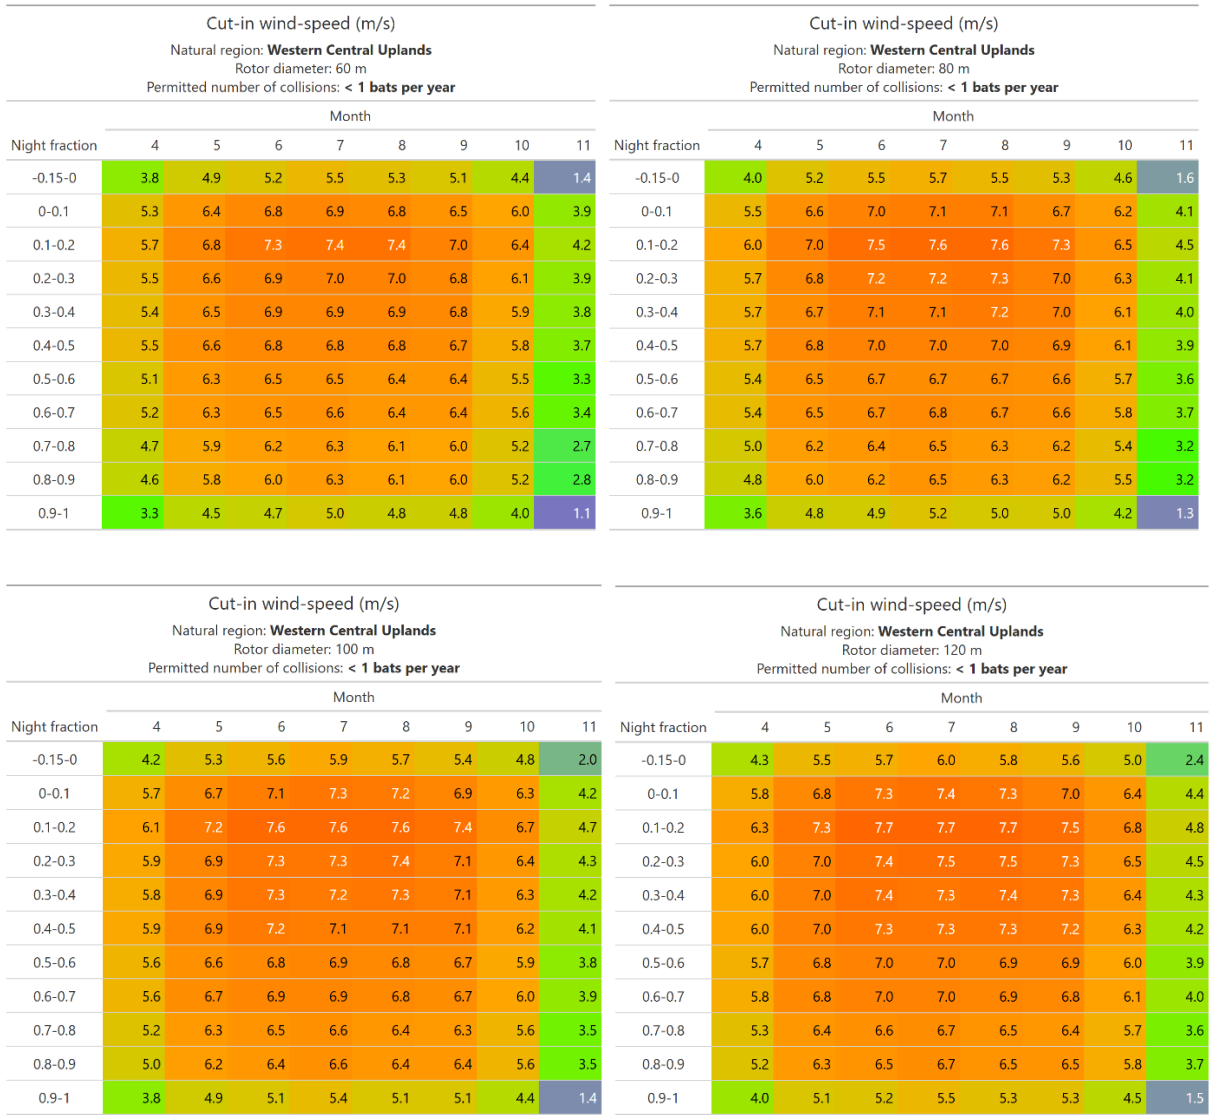 Cut-in wind-speed (m/s)
Natural region: Western Central Uplands
Rotor diameter: 60 m
Permitted number of collisions: < 1 bats per year
Month
Night fraction 4 5 6 7 8 9 10 11
-0.15-0 3.8 4.9 5.2 5.5 5.3 5.1 4.4 1.4
0-0.1 5.3 6.4 6.8 6.9 6.8 6.5 6.0 3.9
0.1-0.2 5.7 6.8 7.3 7.4 7.4 7.0 6.4 4.2
0.2-0.3 5.5 6.6 6.9 7.0 7.0 6.8 6.1 3.9
0.3-0.4 5.4 6.5 6.9 6.9 6.9 6.8 5.9 3.8
0.4-0.5 5.5 6.6 6.8 6.8 6.8 6.7 5.8 3.7
0.5-0.6 5.1 6.3 6.5 6.5 6.4 6.4 5.5 3.3
0.6-0.7 5.2 6.3 6.5 6.6 6.4 6.4 5.6 3.4
0.7-0.8 4.7 5.9 6.2 6.3 6.1 6.0 5.2 2.7
0.8-0.9 4.6 5.8 6.0 6.3 6.1 6.0 5.2 2.8
0.9-1 3.3 4.5 4.7 5.0 4.8 4.8 4.0 1.1
Cut-in wind-speed (m/s)
Natural region: Western Central Uplands
Rotor diameter: 80 m
Permitted number of collisions: < 1 bats per year
Month
Night fraction 4 5 6 7 8 9 10 11
-0.15-0 4.0 5.2 5.5 5.7 5.5 5.3 4.6 1.6
0-0.1 5.5 6.6 7.0 7.1 7.1 6.7 6.2 4.1
0.1-0.2 6.0 7.0 7.5 7.6 7.6 7.3 6.5 4.5
0.2-0.3 5.7 6.8 7.2 7.2 7.3 7.0 6.3 4.1
0.3-0.4 5.7 6.7 7.1 7.1 7.2 7.0 6.1 4.0
0.4-0.5 5.7 6.8 7.0 7.0 7.0 6.9 6.1 3.9
0.5-0.6 5.4 6.5 6.7 6.7 6.7 6.6 5.7 3.6
0.6-0.7 5.4 6.5 6.7 6.8 6.7 6.6 5.8 3.7
0.7-0.8 5.0 6.2 6.4 6.5 6.3 6.2 5.4 3.2
0.8-0.9 4.8 6.0 6.2 6.5 6.3 6.2 5.5 3.2
0.9-1 3.6 4.8 4.9 5.2 5.0 5.0 4.2 1.3
Cut-in wind-speed (m/s)
Natural region: Western Central Uplands
Rotor diameter: 100 m
Permitted number of collisions: < 1 bats per year
Month
Night fraction 4 5 6 7 8 9 10 11
-0.15-0 4.2 5.3 5.6 5.9 5.7 5.4 4.8 2.0
0-0.1 5.7 6.7 7.1 7.3 7.2 6.9 6.3 4.2
0.1-0.2 6.1 7.2 7.6 7.6 7.6 7.4 6.7 4.7
0.2-0.3 5.9 6.9 7.3 7.3 7.4 7.1 6.4 4.3
0.3-0.4 5.8 6.9 7.3 7.2 7.3 7.1 6.3 4.2
0.4-0.5 5.9 6.9 7.2 7.1 7.1 7.1 6.2 4.1
0.5-0.6 5.6 6.6 6.8 6.9 6.8 6.7 5.9 3.8
0.6-0.7 5.6 6.7 6.9 6.9 6.8 6.7 6.0 3.9
0.7-0.8 5.2 6.3 6.5 6.6 6.4 6.3 5.6 3.5
0.8-0.9 5.0 6.2 6.4 6.6 6.4 6.4 5.6 3.5
0.9-1 3.8 4.9 5.1 5.4 5.1 5.1 4.4 1.4
Cut-in wind-speed (m/s)
Natural region: Western Central Uplands
Rotor diameter: 120 m
Permitted number of collisions: < 1 bats per year
Month
Night fraction 4 5 6 7 8 9 10 11
-0.15-0 4.3 5.5 5.7 6.0 5.8 5.6 5.0 2.4
0-0.1 5.8 6.8 7.3 7.4 7.3 7.0 6.4 4.4
0.1-0.2 6.3 7.3 7.7 7.7 7.7 7.5 6.8 4.8
0.2-0.3 6.0 7.0 7.4 7.5 7.5 7.3 6.5 4.5
0.3-0.4 6.0 7.0 7.4 7.3 7.4 7.3 6.4 4.3
0.4-0.5 6.0 7.0 7.3 7.3 7.3 7.2 6.3 4.2
0.5-0.6 5.7 6.8 7.0 7.0 6.9 6.9 6.0 3.9
0.6-0.7 5.8 6.8 7.0 7.0 6.9 6.8 6.1 4.0
0.7-0.8 5.3 6.4 6.6 6.7 6.5 6.4 5.7 3.6
0.8-0.9 5.2 6.3 6.5 6.7 6.5 6.5 5.8 3.7
0.9-1 4.0 5.1 5.2 5.5 5.3 5.3 4.5 1.5